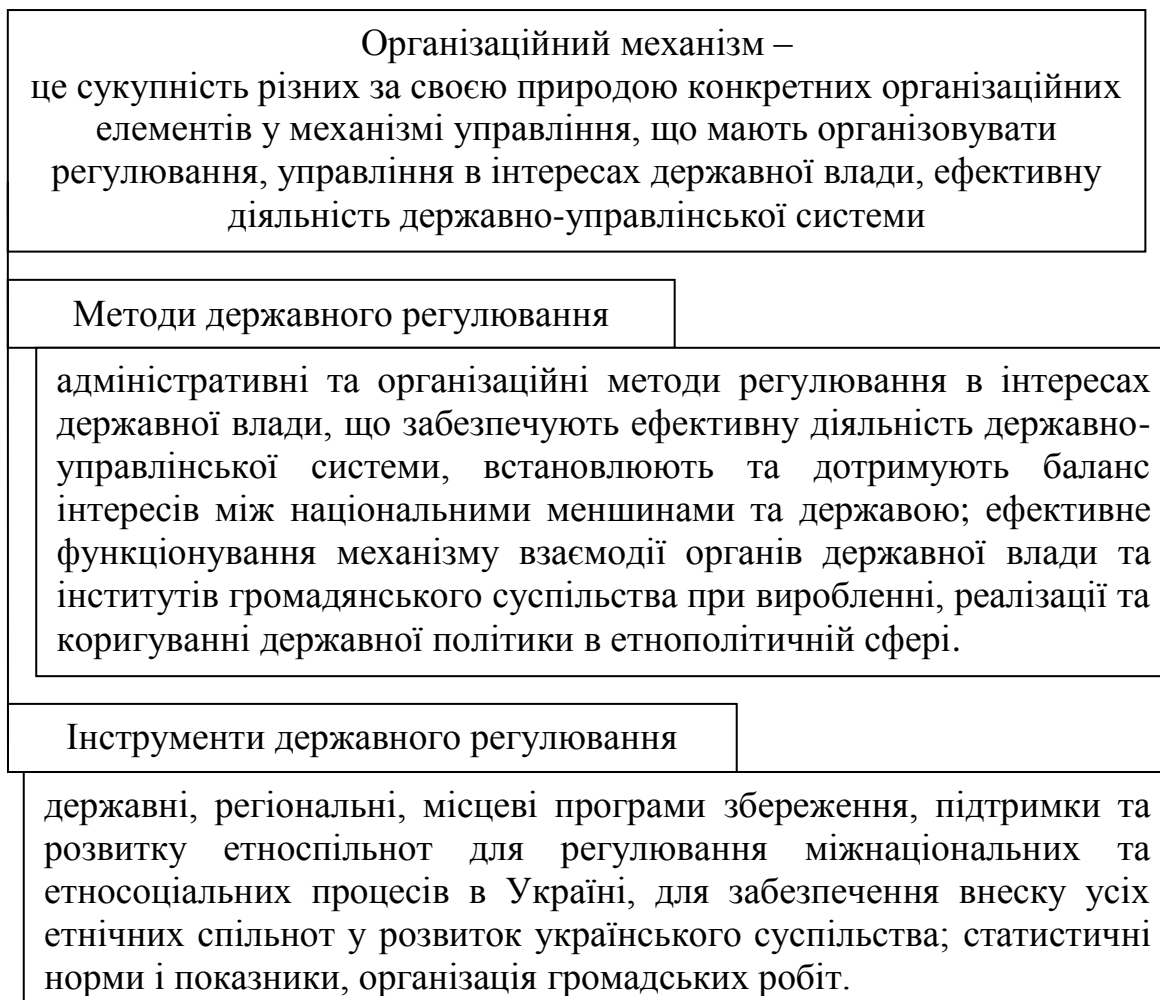 Організаційний механізм –
це сукупність різних за своєю природою конкретних організаційних
елементів у механізмі управління, що мають організовувати
регулювання, управління в інтересах державної влади, ефективну
діяльність державно-управлінської системи
Методи державного регулювання
адміністративні та організаційні методи регулювання в інтересах
державної влади, що забезпечують ефективну діяльність державно-
управлінської системи, встановлюють та дотримують баланс
інтересів між національними меншинами та державою; ефективне
функціонування механізму взаємодії органів державної влади та
інститутів громадянського суспільства при виробленні, реалізації та
коригуванні державної політики в етнополітичній сфері.
Інструменти державного регулювання
державні, регіональні, місцеві програми збереження, підтримки та
розвитку етноспільнот для регулювання міжнаціональних та
етносоціальних процесів в Україні, для забезпечення внеску усіх
етнічних спільнот у розвиток українського суспільства; статистичні
норми і показники, організація громадських робіт.